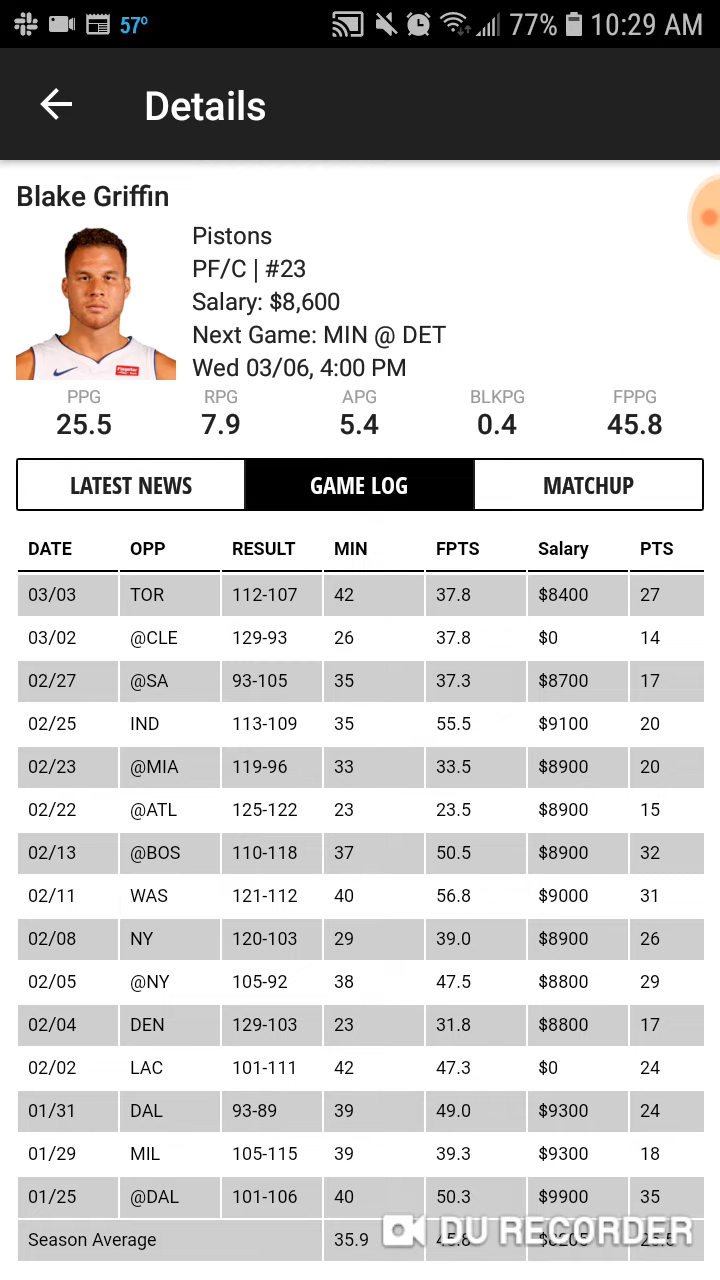 57° 77% 10:29 AM
Details
Blake Griffin
Pistons
PF/C | #23
Salary: $8,600
Next Game: MIN @ DET
Wed 03/06, 4:00 PM
PPG RPG APG BLKPG FPPG
25.5 7.9 5.4 0.4 45.8
LATEST NEWS GAME LOG MATCHUP
DATE OPP RESULT MIN FPTS Salary PTS
03/03 TOR 112-107 42 37.8 $8400 27
03/02 @CLE 129-93 26 37.8 $0 14
02/27 @SA 93-105 35 37.3 $8700 17
02/25 IND 113-109 35 55.5 $9100 20
02/23 @MIA 119-96 33 33.5 $8900 20
02/22 @ATL 125-122 23 23.5 $8900 15
02/13 @BOS 110-118 37 50.5 $8900 32
02/11 WAS 121-112 40 56.8 $9000 31
02/08 NY 120-103 29 39.0 $8900 26
02/05 @NY 105-92 38 47.5 $8800 29
02/04 DEN 129-103 23 31.8 $8800 17
02/02 LAC 101-111 42 47.3 $0 24
01/31 DAL 93-89 39 49.0 $9300 24
01/29 MIL 105-115 39 39.3 $9300 18
01/25 @DAL 101-106 40 50.3 $9900 35
Season Average 35.9
DU RECORDER